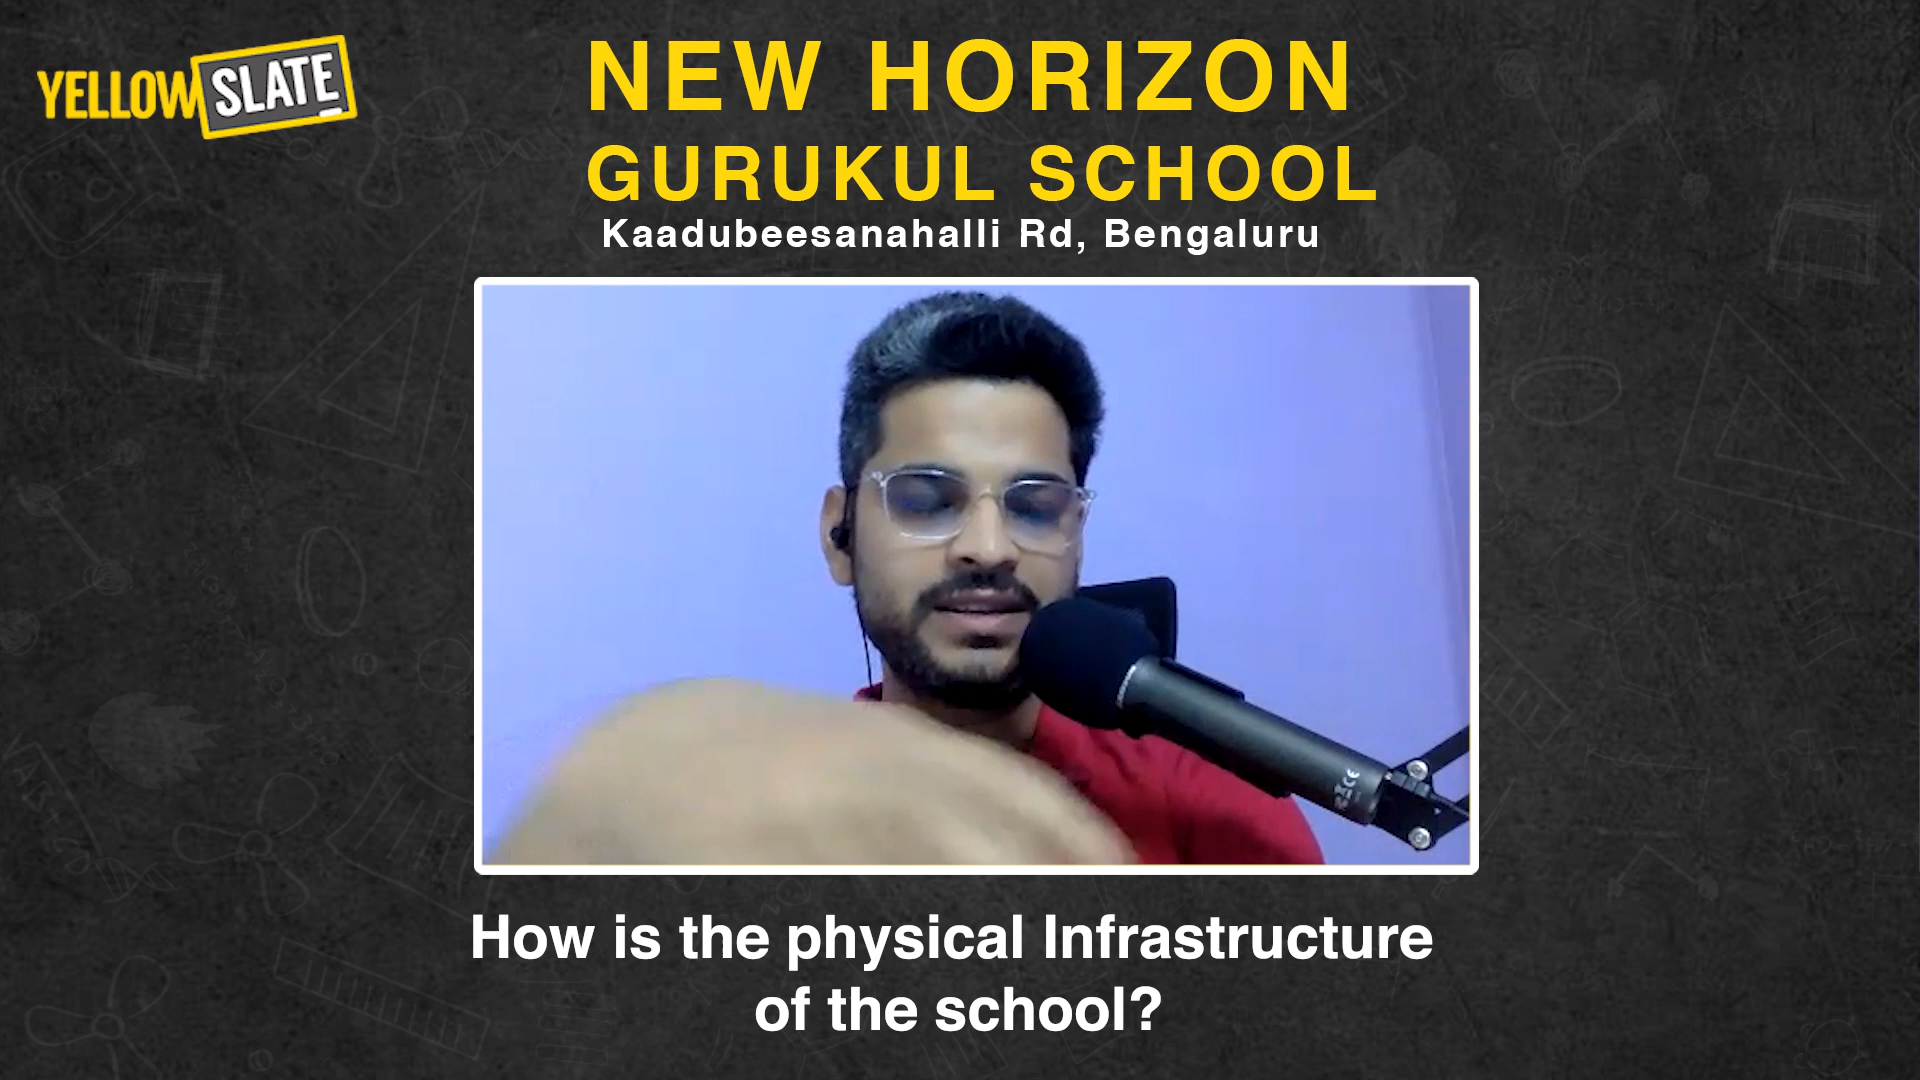 YELLOW SLATE
NEW HORIZON
GURUKUL SCHOOL
Kaadubeesanahalli Rd, Bengaluru
How is the physical Infrastructure
of the school?